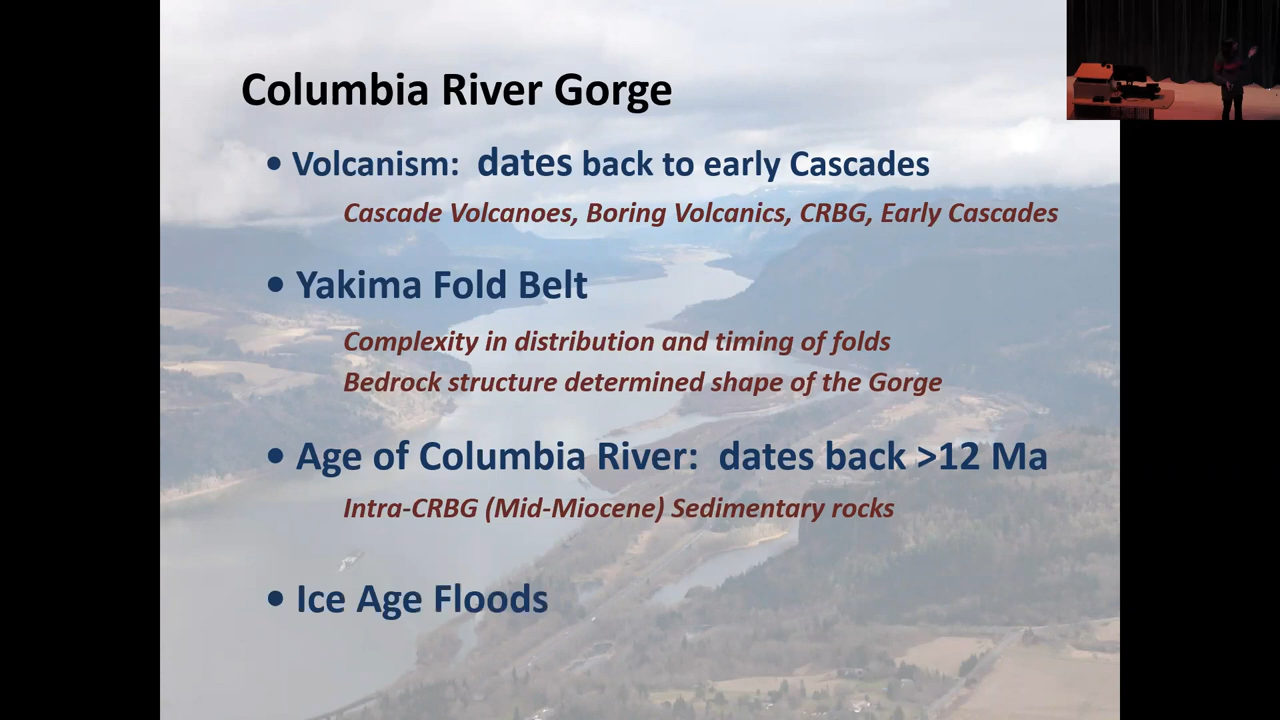 Columbia River Gorge
• Volcanism: dates back to early Cascades
Cascade Volcanoes, Boring Volcanics, CRBG, Early Cascades
• Yakima Fold Belt
Complexity in distribution and timing of folds
Bedrock structure determined shape of the Gorge
• Age of Columbia River: dates back >12 Ma
Intra-CRBG (Mid-Miocene) Sedimentary rocks
• Ice Age Floods